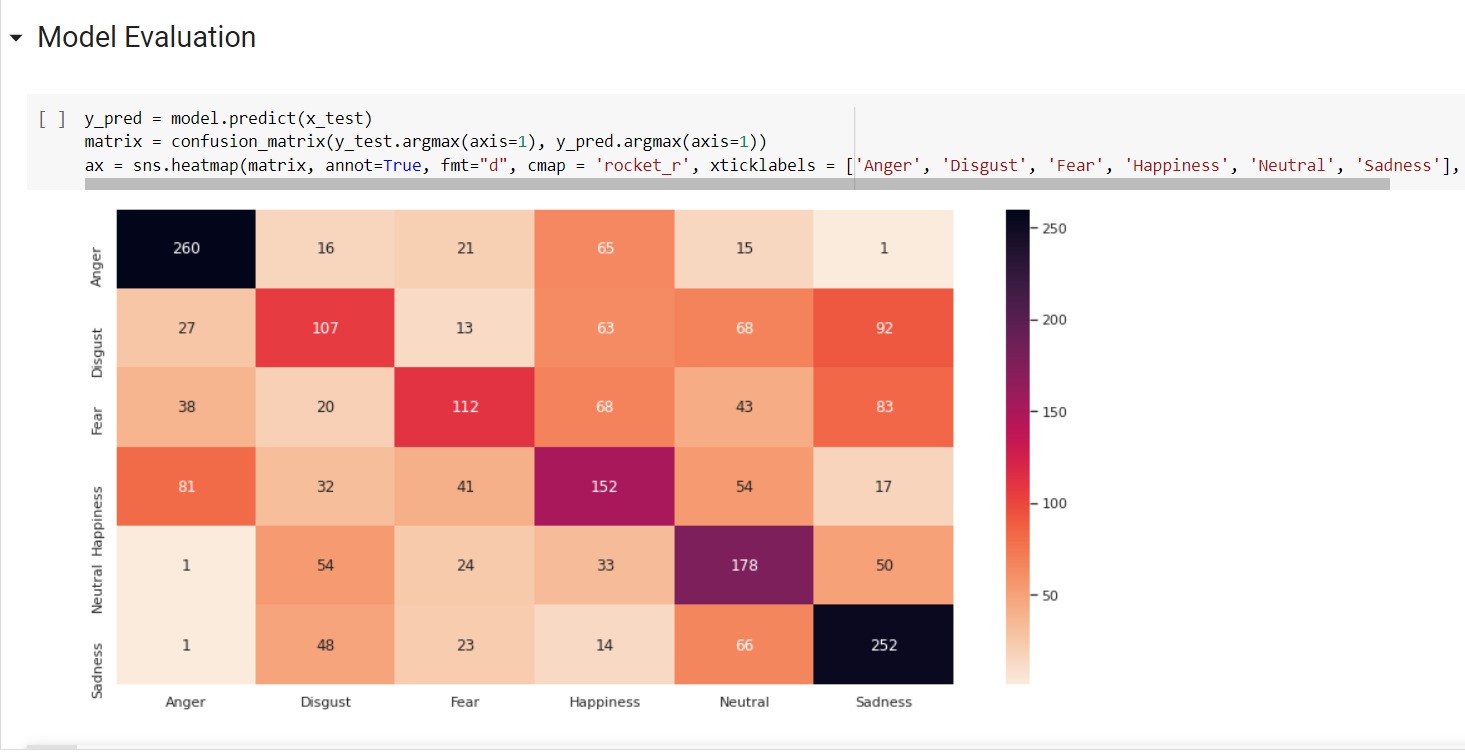 Model Evaluation
[ ] y_pred = model.predict(x_test)
matrix = confusion_matrix(y_test.argmax(axis=1), y_pred.argmax(axis=1))
ax = sns.heatmap(matrix, annot=True, fmt="d", cmap = 'rocket_r', xticklabels = ['Anger', 'Disgust', 'Fear', 'Happiness', 'Neutral', 'Sadness'],
Anger 260 16 21 65 15 1
Disgust 27 107 13 63 68 92
Fear 38 20 112 68 43 83
Happiness 81 32 41 152 54 17
Neutral 1 54 24 33 178 50
Sadness 1 48 23 14 66 252
Anger Disgust Fear Happiness Neutral Sadness
250
200
150
100
50